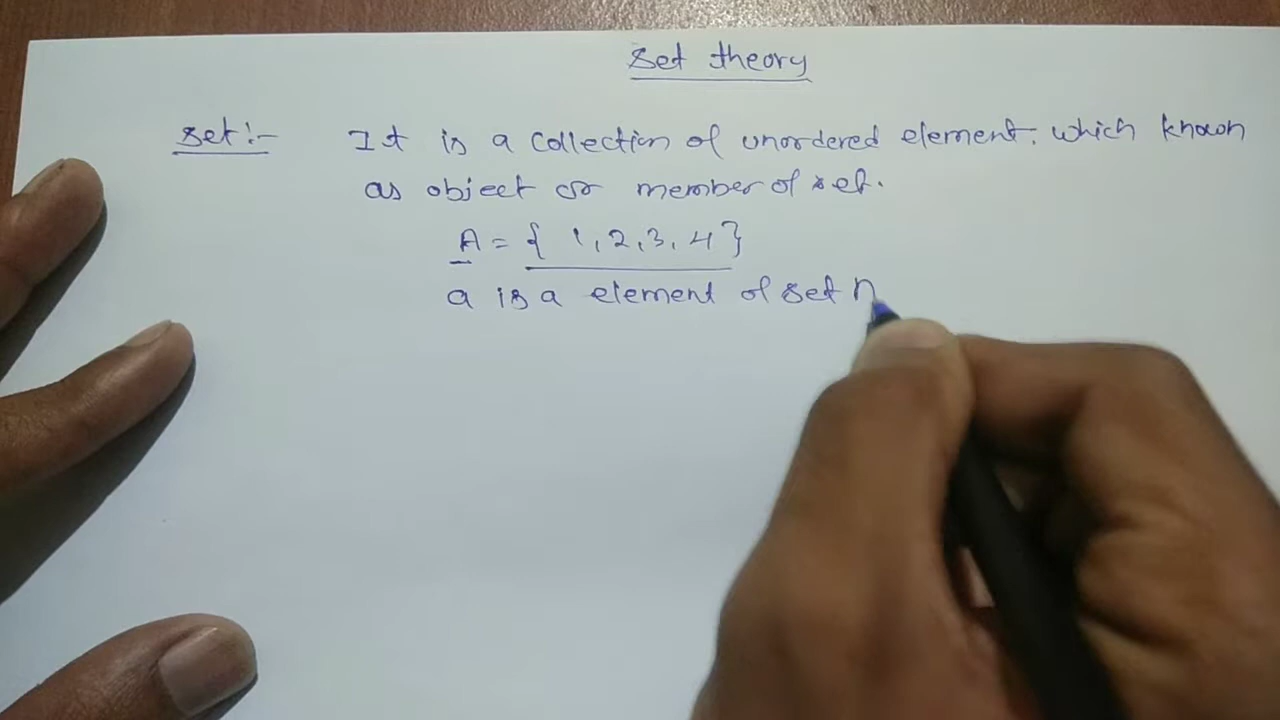 Set theory
Set:- It is a collection of unordered element. which known
as object or member of set.
A = { 1, 2, 3, 4 }
a is a element of set